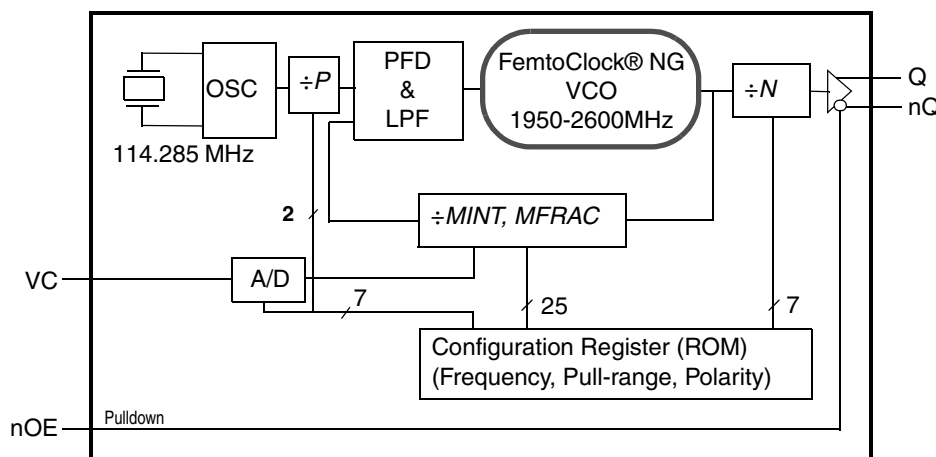 OSC
÷P
PFD
&
LPF
FemtoClock® NG
VCO
1950-2600MHz
÷N
Q
nQ
114.285 MHz
2
÷MINT, MFRAC
VC
A/D
7
25
7
Configuration Register (ROM)
(Frequency, Pull-range, Polarity)
nOE
Pulldown